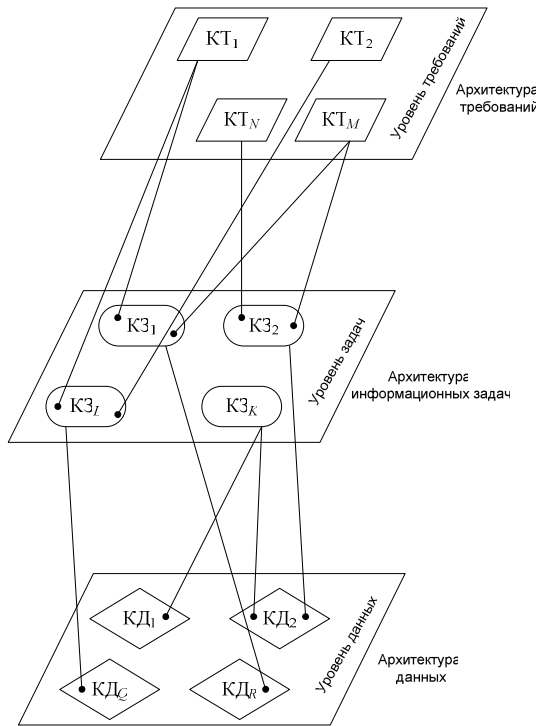 КТ1
КТ2
КТN
КТM
Уровень требований
Архитектура
требований
КЗ1
КЗ2
КЗL
КЗK
Уровень задач
Архитектура
информационных задач
КД1
КД2
КДQ
КДR
Уровень данных
Архитектура
данных